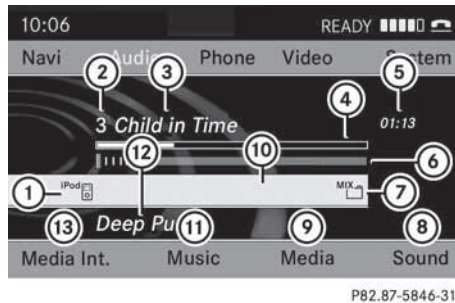 10:06 READY
Navi Audio Phone Video System
2 3 5
4
3 Child in Time 01:13
12 10 6
1 iPod MIX 7
13 Deep Pu 11 9 8
Media Int. Music Media Sound
P82.87-5846-31